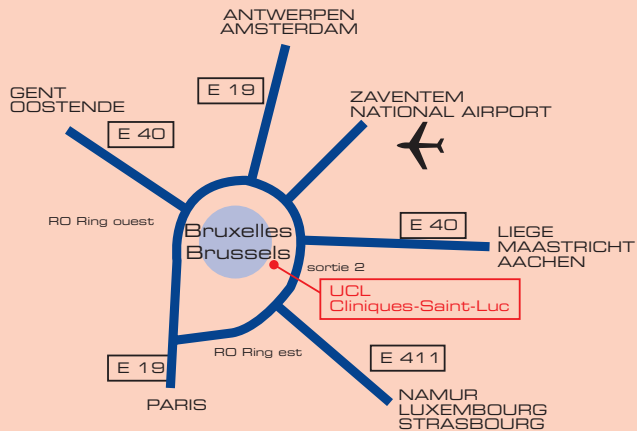 ANTWERPEN
AMSTERDAM
E 19
GENT
OOSTENDE
E 40
ZAVENTEM
NATIONAL AIRPORT
RO Ring ouest
Bruxelles
Brussels
E 40
LIEGE
MAASTRICHT
AACHEN
sortie 2
UCL
Cliniques-Saint-Luc
RO Ring est
E 411
E 19
PARIS
NAMUR
LUXEMBOURG
STRASBOURG